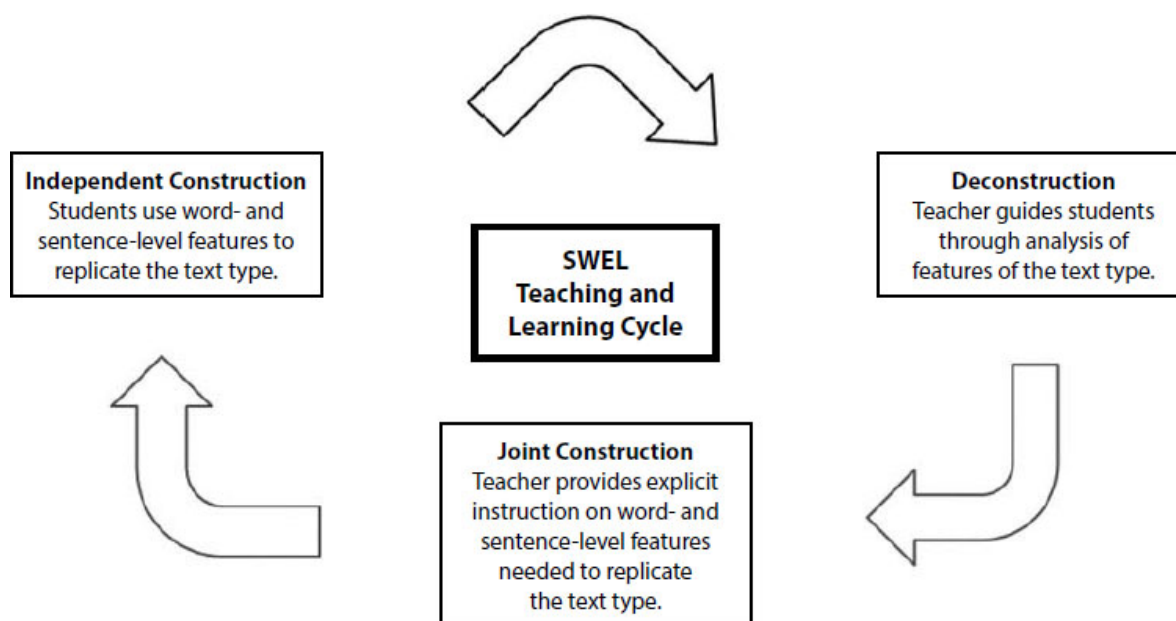 Independent Construction
Students use word- and
sentence-level features to
replicate the text type.
SWEL
Teaching and
Learning Cycle
Deconstruction
Teacher guides students
through analysis of
features of the text type.
Joint Construction
Teacher provides explicit
instruction on word- and
sentence-level features
needed to replicate
the text type.